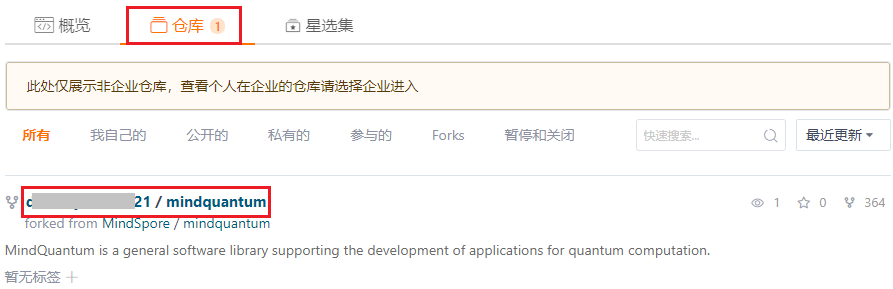 概览 仓库 1 星选集
此处仅展示非企业仓库，查看个人在企业的仓库请选择企业进入
所有 我自己的 公开的 私有的 参与的 Forks 暂停和关闭 快速搜索... 最近更新
21 / mindquantum 1 0 364
forked from MindSpore / mindquantum
MindQuantum is a general software library supporting the development of applications for quantum computation.
暂无标签